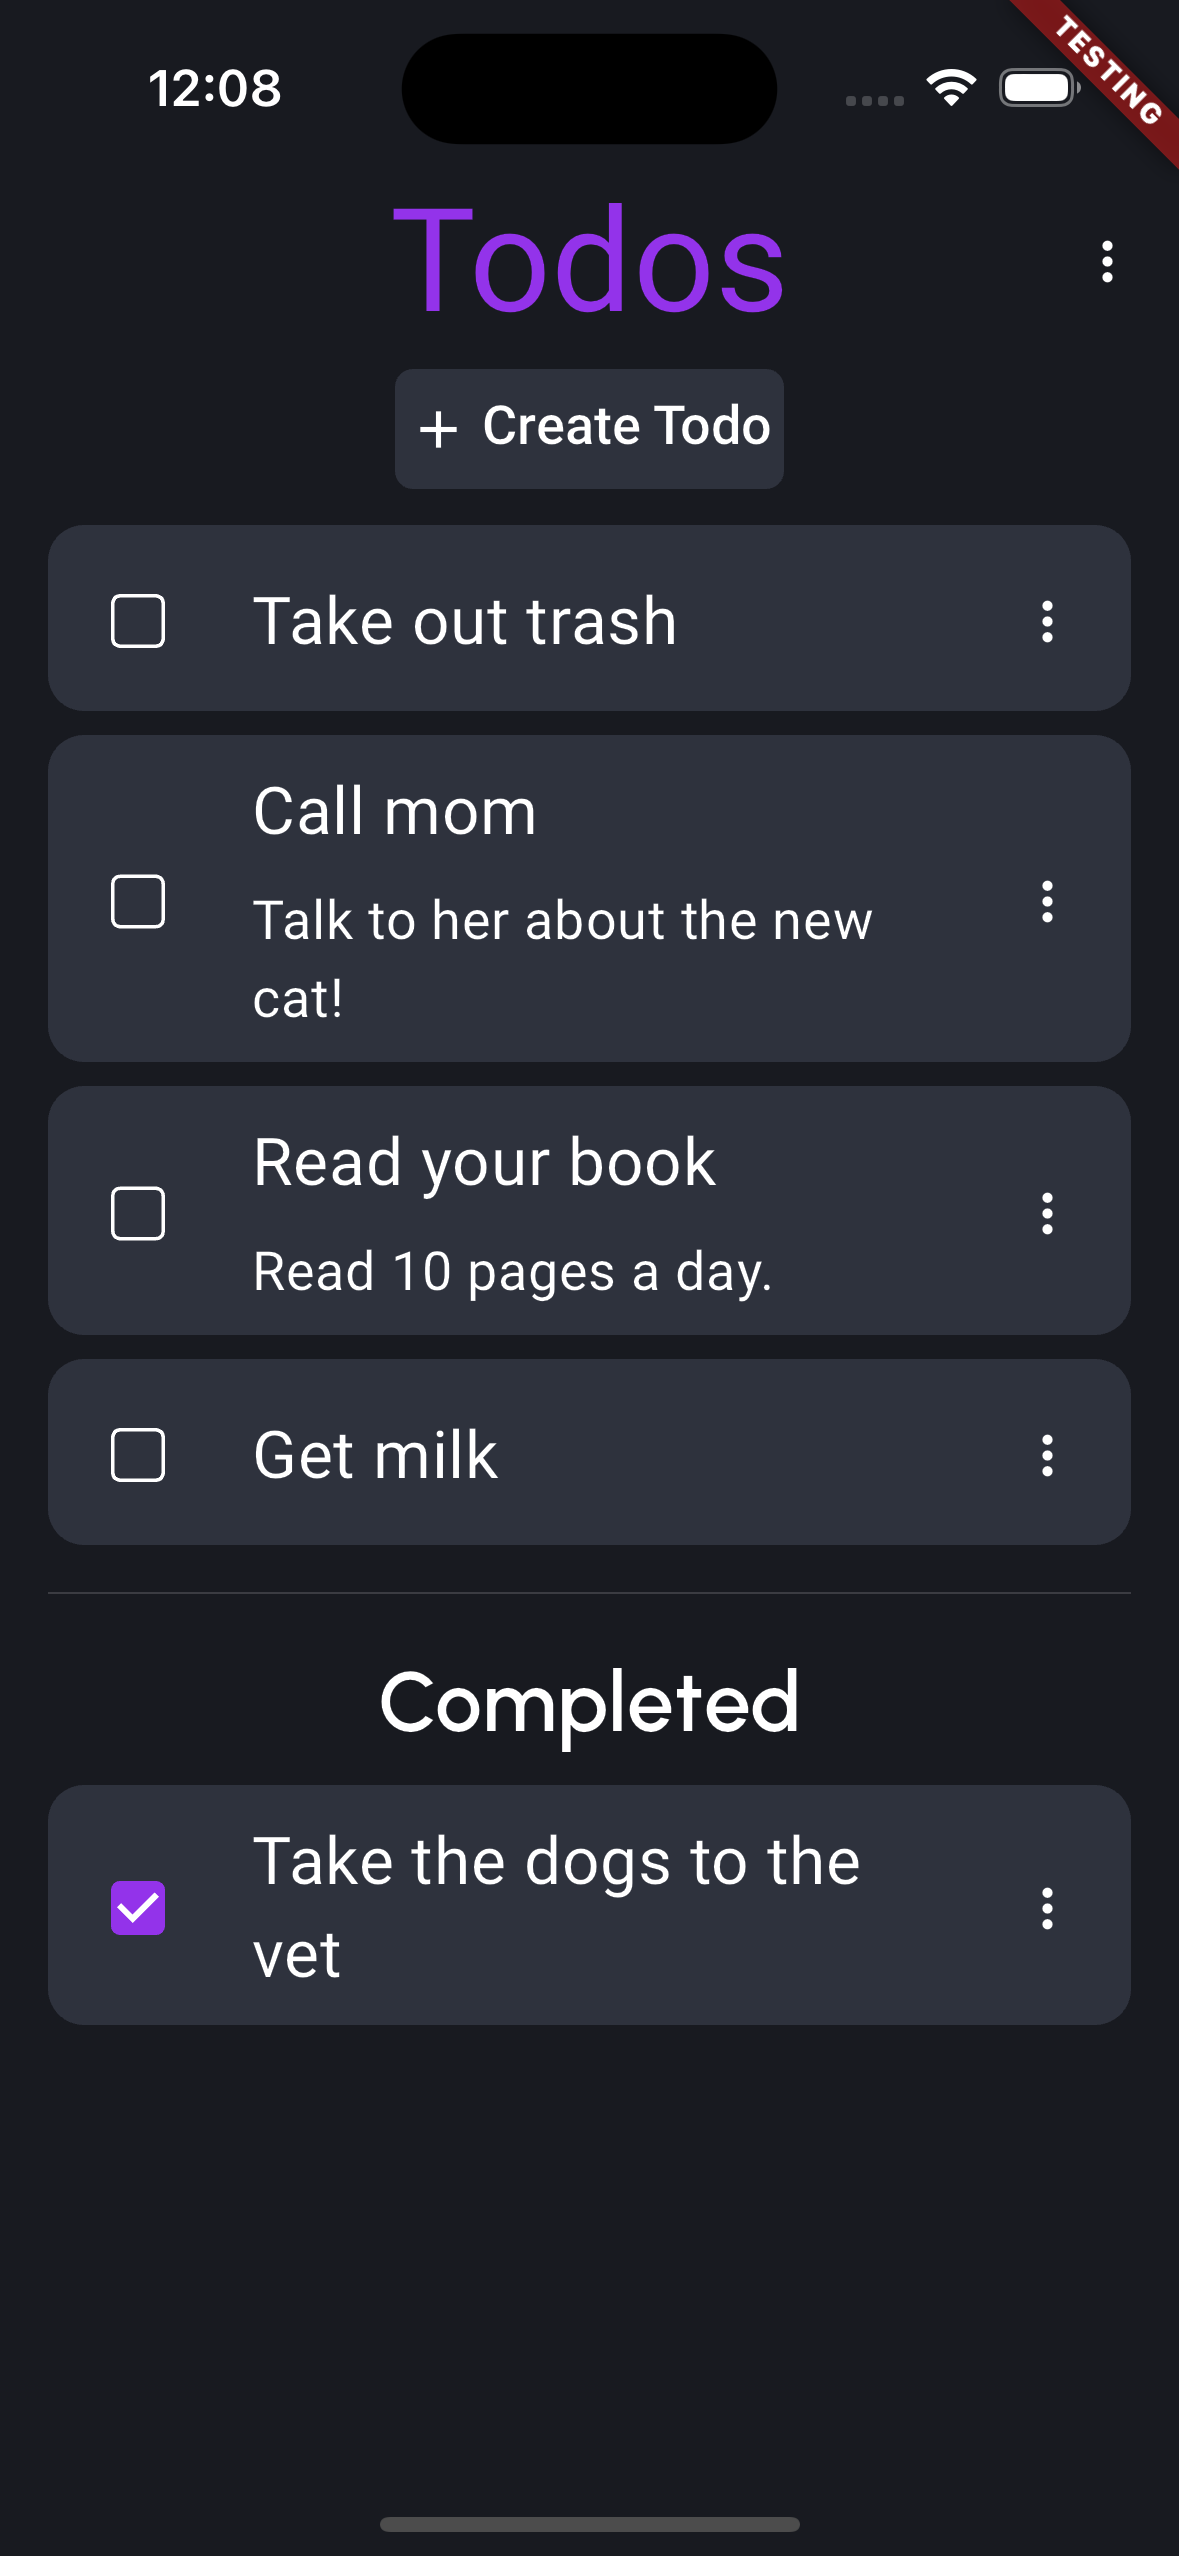 12:08
TESTING
Todos
+ Create Todo
Take out trash
Call mom
Talk to her about the new
cat!
Read your book
Read 10 pages a day.
Get milk
Completed
Take the dogs to the
vet